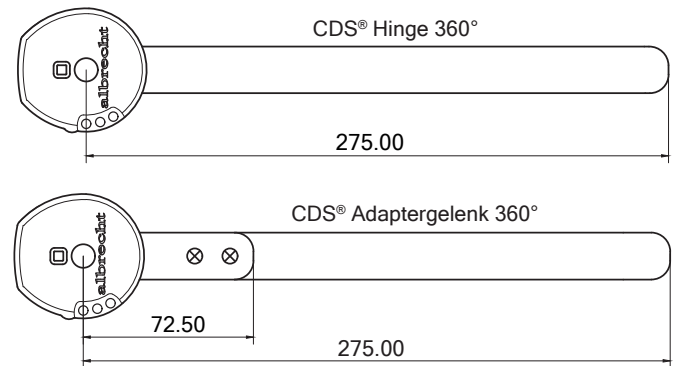 CDS® Hinge 360°
albrecht
275.00
CDS® Adaptergelenk 360°
albrecht
72.50
275.00